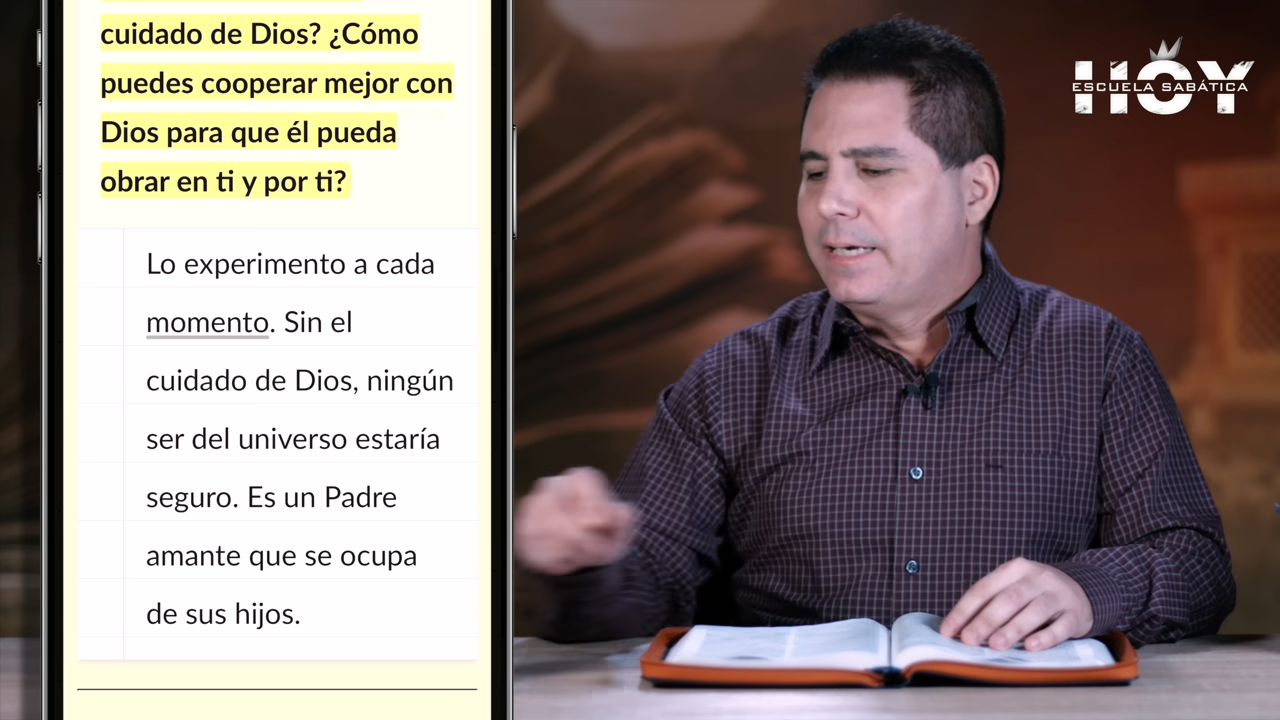 cuidado de Dios? ¿Cómo
puedes cooperar mejor con
Dios para que él pueda
obrar en ti y por ti?
Lo experimento a cada
momento. Sin el
cuidado de Dios, ningún
ser del universo estaría
seguro. Es un Padre
amante que se ocupa
de sus hijos.
HOY
ESCUELA SABÁTICA